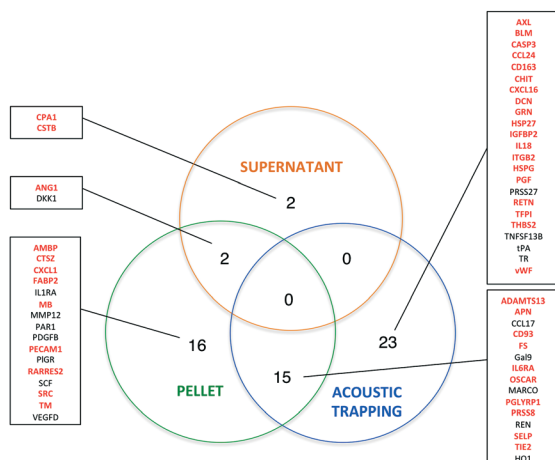 CPA1
CSTB
ANG1
DKK1
AMBP
CTSZ
CXCL1
FABP2
IL1RA
MB
MMP12
PAR1
PDGFB
PECAM1
PIGR
RARRES2
SCF
SRC
TM
VEGFD
SUPERNATANT
2
2
0
0
16
15
23
PELLET
ACOUSTIC
TRAPPING
AXL
BLM
CASP3
CCL24
CD163
CHIT
CXCL16
DCN
GRN
HSP27
IGFBP2
IL18
ITGB2
HSPG
PGF
PRSS27
RETN
TFPI
THBS2
TNFSF13B
tPA
TR
vWF
ADAMTS13
APN
CCL17
CD93
FS
Gal9
IL6RA
OSCAR
MARCO
PGLYRP1
PRSS8
REN
SELP
TIE2
HO1